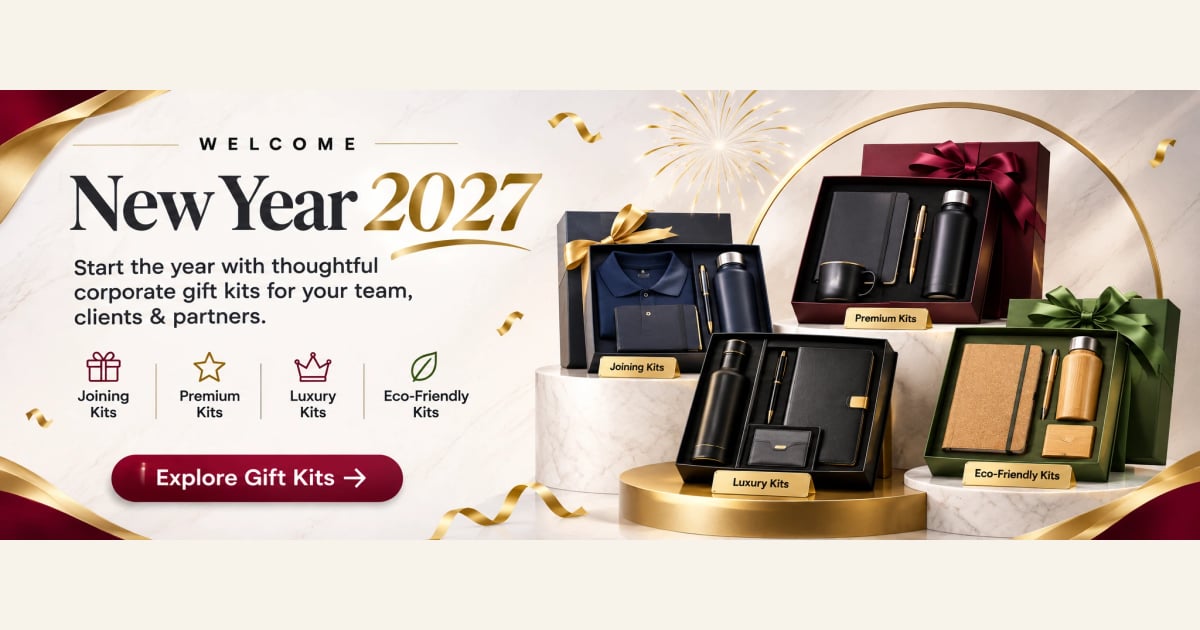 WELCOME
New Year 2027
Start the year with thoughtful
corporate gift kits for your team,
clients & partners.
Joining
Kits
Premium
Kits
Luxury
Kits
Eco-Friendly
Kits
Explore Gift Kits →
Joining Kits
Premium Kits
Luxury Kits
Eco-Friendly Kits